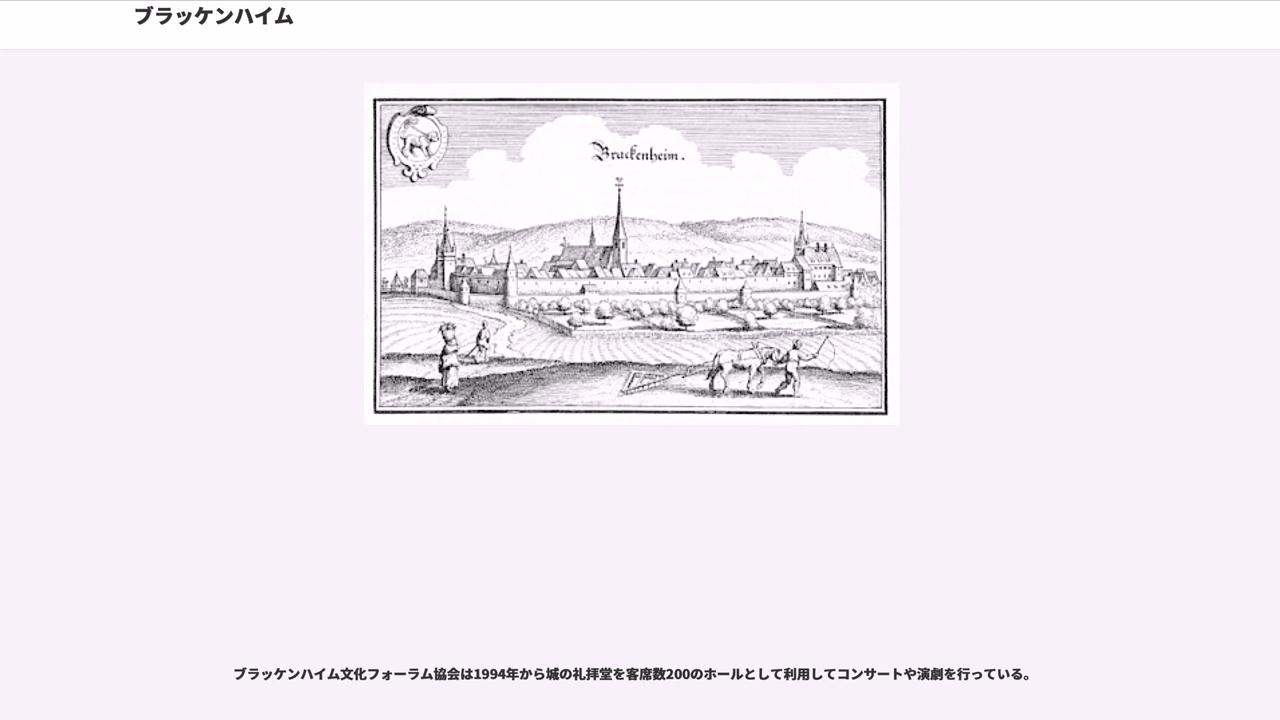 ブラッケンハイム
Brackenheim.
ブラッケンハイム文化フォーラム協会は1994年から城の礼拝堂を客席数200のホールとして利用してコンサートや演劇を行っている。